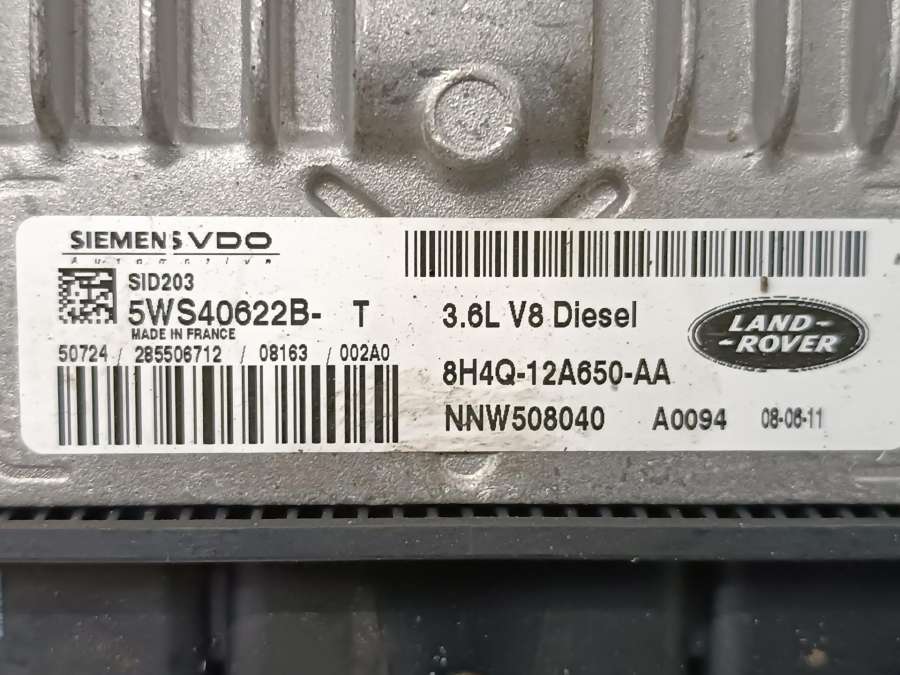 SIEMENS VDO
Automotive
SID203
5WS40622B- T
MADE IN FRANCE
50724 / 285506712 / 08163 / 002A0
3.6L V8 Diesel
LAND-
-ROVER
8H4Q-12A650-AA
NNW508040 A0094 08-06-11